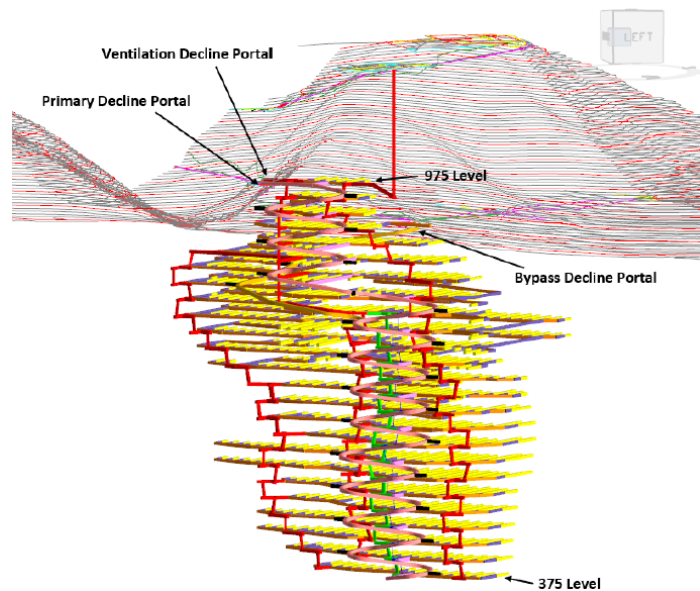 Ventilation Decline Portal
LEFT
Primary Decline Portal
975 Level
Bypass Decline Portal
375 Level